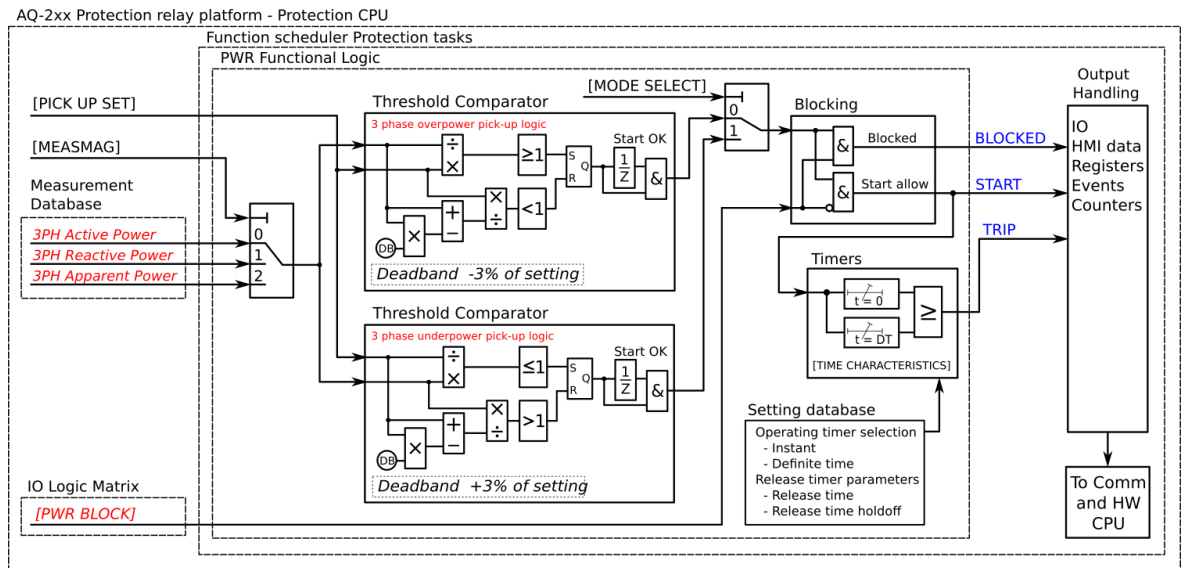 AQ-2xx Protection relay platform - Protection CPU
Function scheduler Protection tasks
PWR Functional Logic
[PICK UP SET]
[MEASMAG]
Measurement
Database
3PH Active Power
3PH Reactive Power
3PH Apparent Power
0
1
2
Threshold Comparator
3 phase overpower pick-up logic
÷
×
≥1
S
R
Q
Start OK
1
Z
&
×
÷
<1
+
−
×
DB
Deadband -3% of setting
Threshold Comparator
3 phase underpower pick-up logic
÷
×
≤1
S
R
Q
Start OK
1
Z
&
×
÷
>1
+
−
×
DB
Deadband +3% of setting
[MODE SELECT]
0
1
Blocking
&
Blocked
&
Start allow
BLOCKED
START
TRIP
Timers
t = 0
t = DT
≥
[TIME CHARACTERISTICS]
Setting database
Operating timer selection
- Instant
- Definite time
Release timer parameters
- Release time
- Release time holdoff
Output
Handling
IO
HMI data
Registers
Events
Counters
To Comm
and HW
CPU
IO Logic Matrix
[PWR BLOCK]